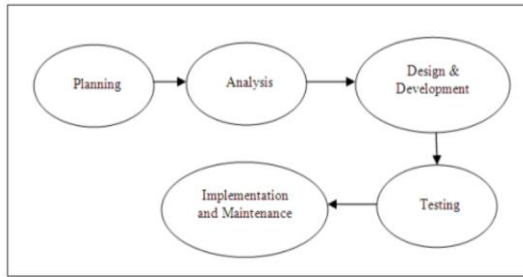 Planning
Analysis
Design &
Development
Testing
Implementation
and Maintenance